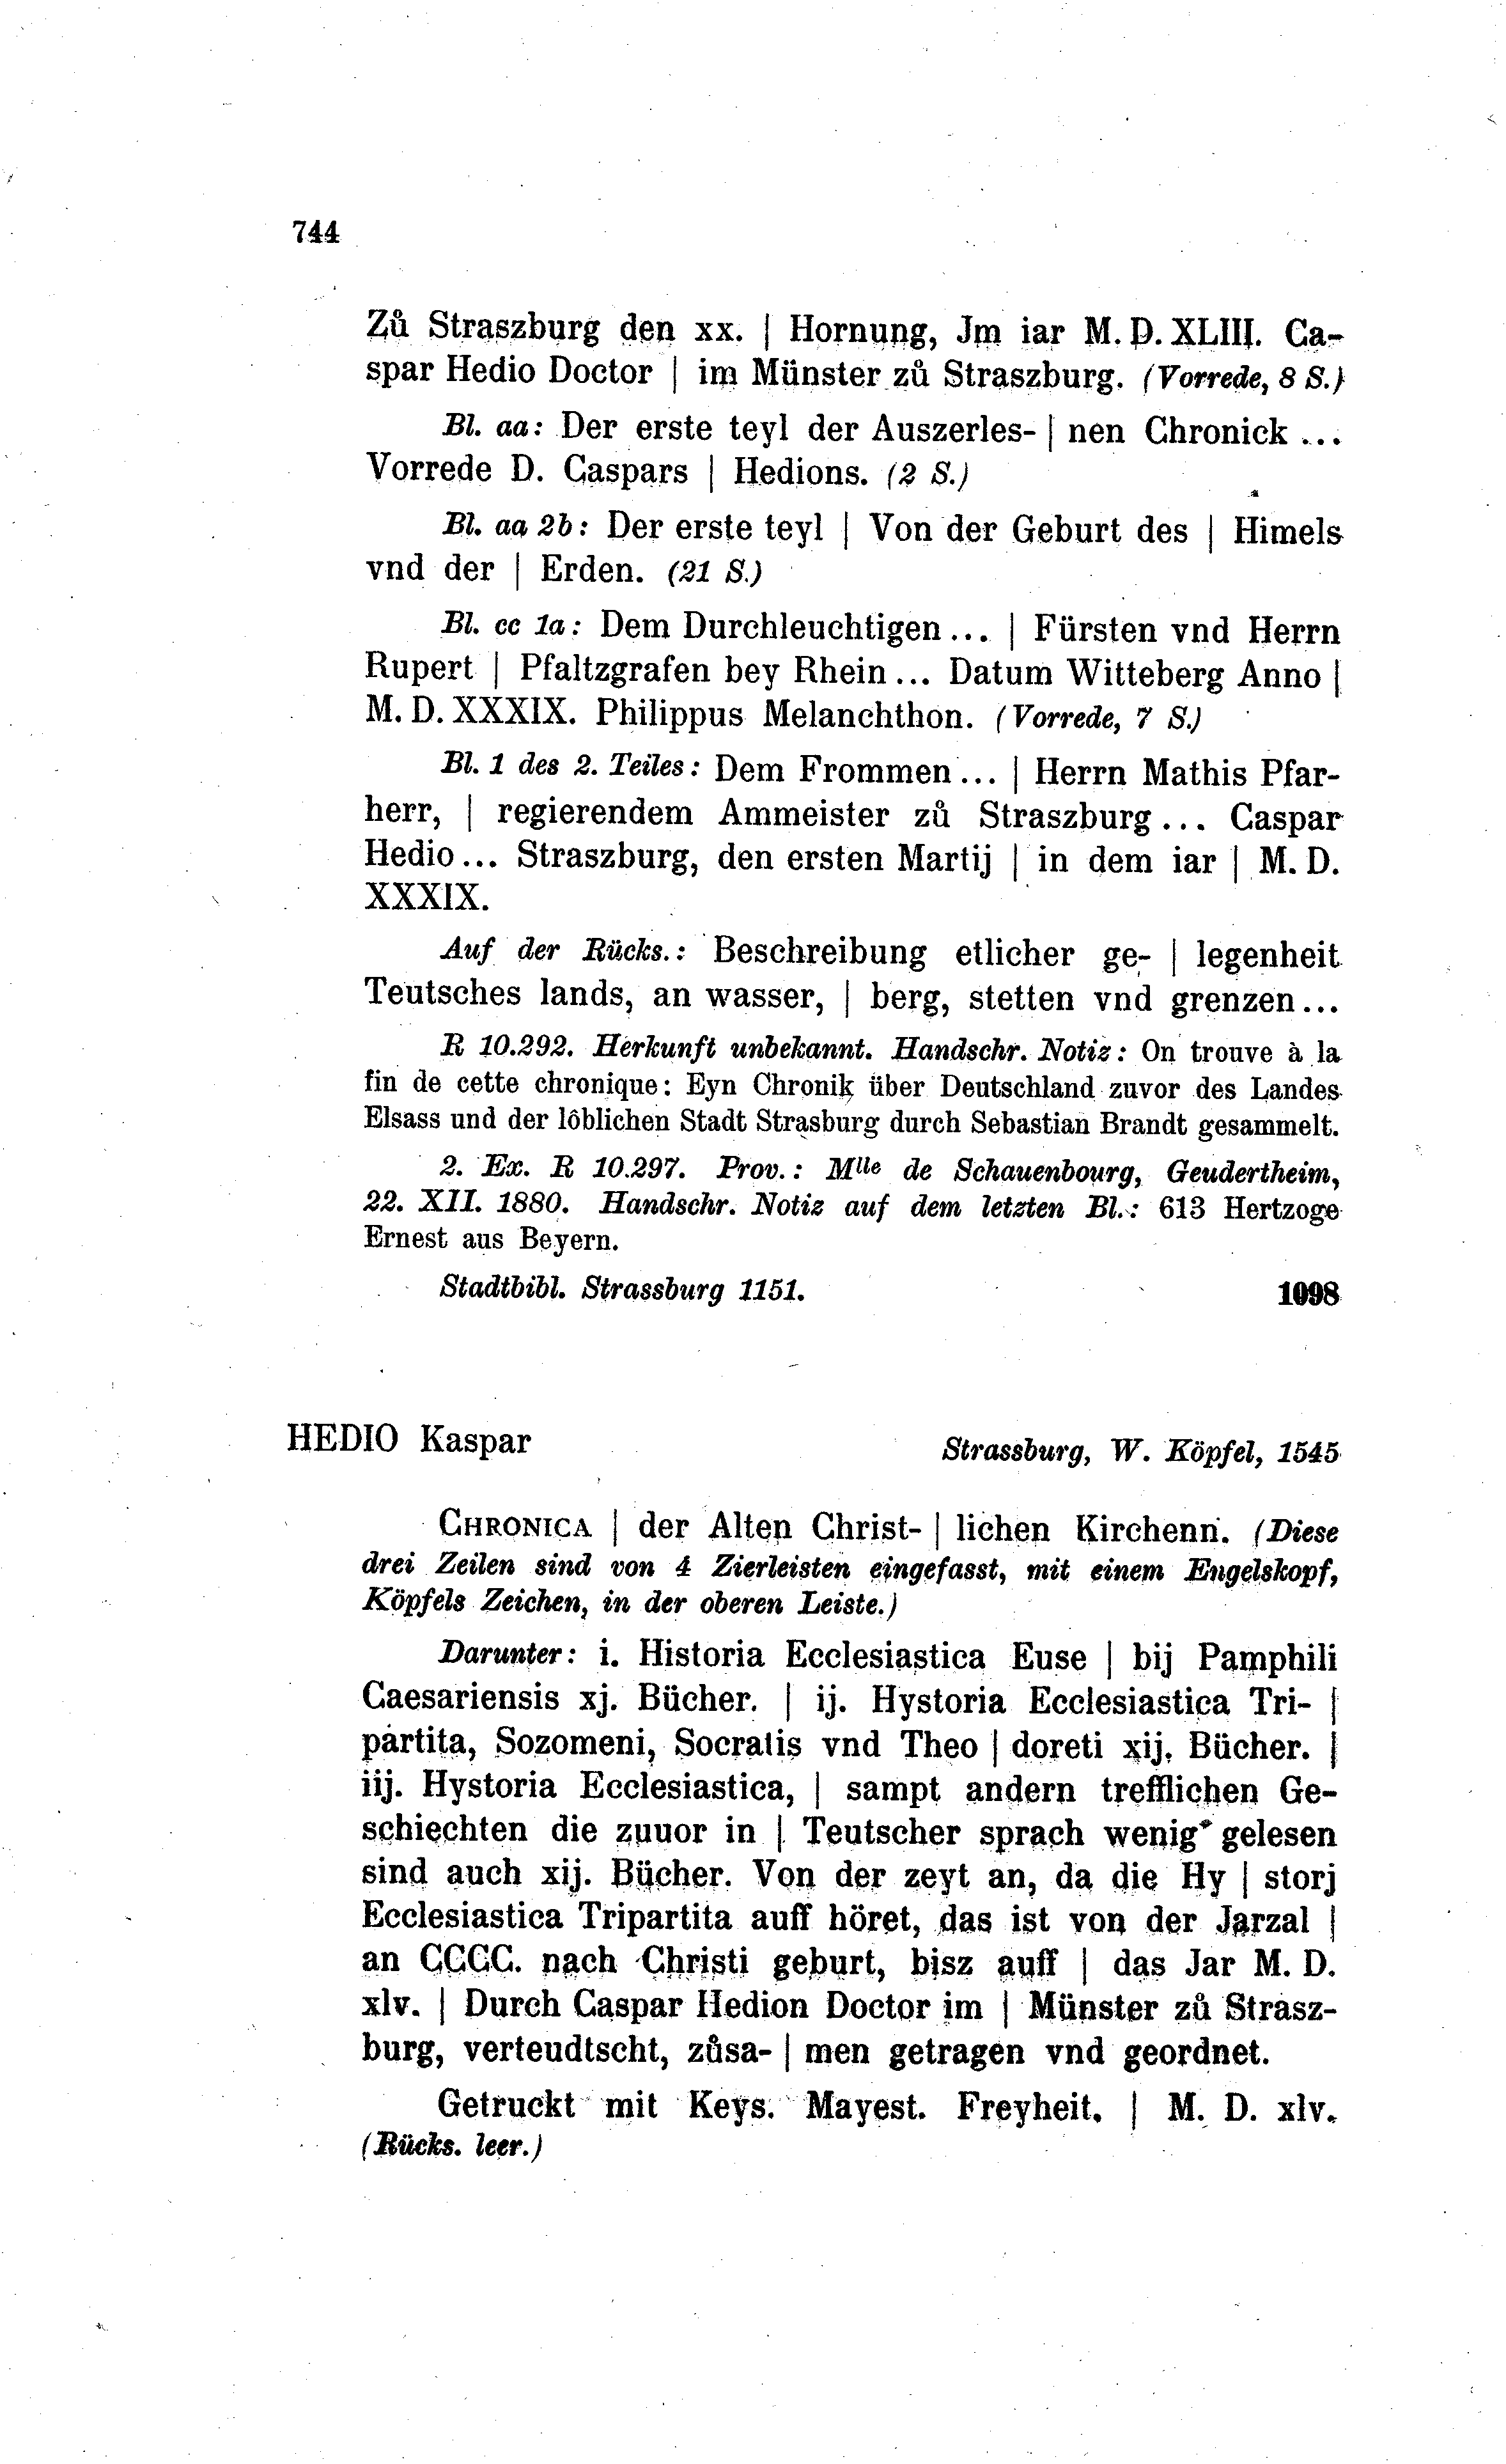 744
Zů Straszburg den xx. | Hornung, Jm iar M. D. XLIII. Ca-
spar Hedio Doctor | im Münster zů Straszburg. (Vorrede, 8 S.)
Bl. aa: Der erste teyl der Auszerles- | nen Chronick ...
Vorrede D. Caspars | Hedions. (2 S.)
Bl. aa 2b: Der erste teyl | Von der Geburt des | Himels
vnd der | Erden. (21 S.)
Bl. cc 1a: Dem Durchleuchtigen ... | Fürsten vnd Herrn
Rupert | Pfaltzgrafen bey Rhein ... Datum Witteberg Anno |
M. D. XXXIX. Philippus Melanchthon. (Vorrede, 7 S.)
Bl. 1 des 2. Teiles: Dem Frommen ... | Herrn Mathis Pfar-
herr, | regierendem Ammeister zů Straszburg ... Caspar
Hedio ... Straszburg, den ersten Martij | in dem iar | M. D.
XXXIX.
Auf der Rücks.: Beschreibung etlicher ge- | legenheit
Teutsches lands, an wasser, | berg, stetten vnd grenzen ...
R 10.292. Herkunft unbekannt. Handschr. Notiz: On trouve à la
fin de cette chronique: Eyn Chronik über Deutschland zuvor des Landes
Elsass und der löblichen Stadt Strasburg durch Sebastian Brandt gesammelt.
2. Ex. R 10.297. Prov.: Mlle de Schauenbourg, Geudertheim,
22. XII. 1880. Handschr. Notiz auf dem letzten Bl.: 613 Hertzoge
Ernest aus Beyern.
Stadtbibl. Strassburg 1151. 1098
HEDIO Kaspar Strassburg, W. Köpfel, 1545
CHRONICA | der Alten Christ- | lichen Kirchenn. (Diese
drei Zeilen sind von 4 Zierleisten eingefasst, mit einem Engelskopf,
Köpfels Zeichen, in der oberen Leiste.)
Darunter: i. Historia Ecclesiastica Euse | bij Pamphili
Caesariensis xj. Bücher. | ij. Hystoria Ecclesiastica Tri- |
partita, Sozomeni, Socratis vnd Theo | doreti xij. Bücher. |
iij. Hystoria Ecclesiastica, | sampt andern trefflichen Ge-
schiechten die zuuor in | Teutscher sprach wenig gelesen
sind auch xij. Bücher. Von der zeyt an, da die Hy | storj
Ecclesiastica Tripartita auff höret, das ist von der Jarzal |
an CCCC. nach Christi geburt, bisz auff | das Jar M. D.
xlv. | Durch Caspar Hedion Doctor im | Münster zů Strasz-
burg, verteudtscht, zůsa- | men getragen vnd geordnet.
Getruckt mit Keys. Mayest. Freyheit. | M. D. xlv.
(Rücks. leer.)